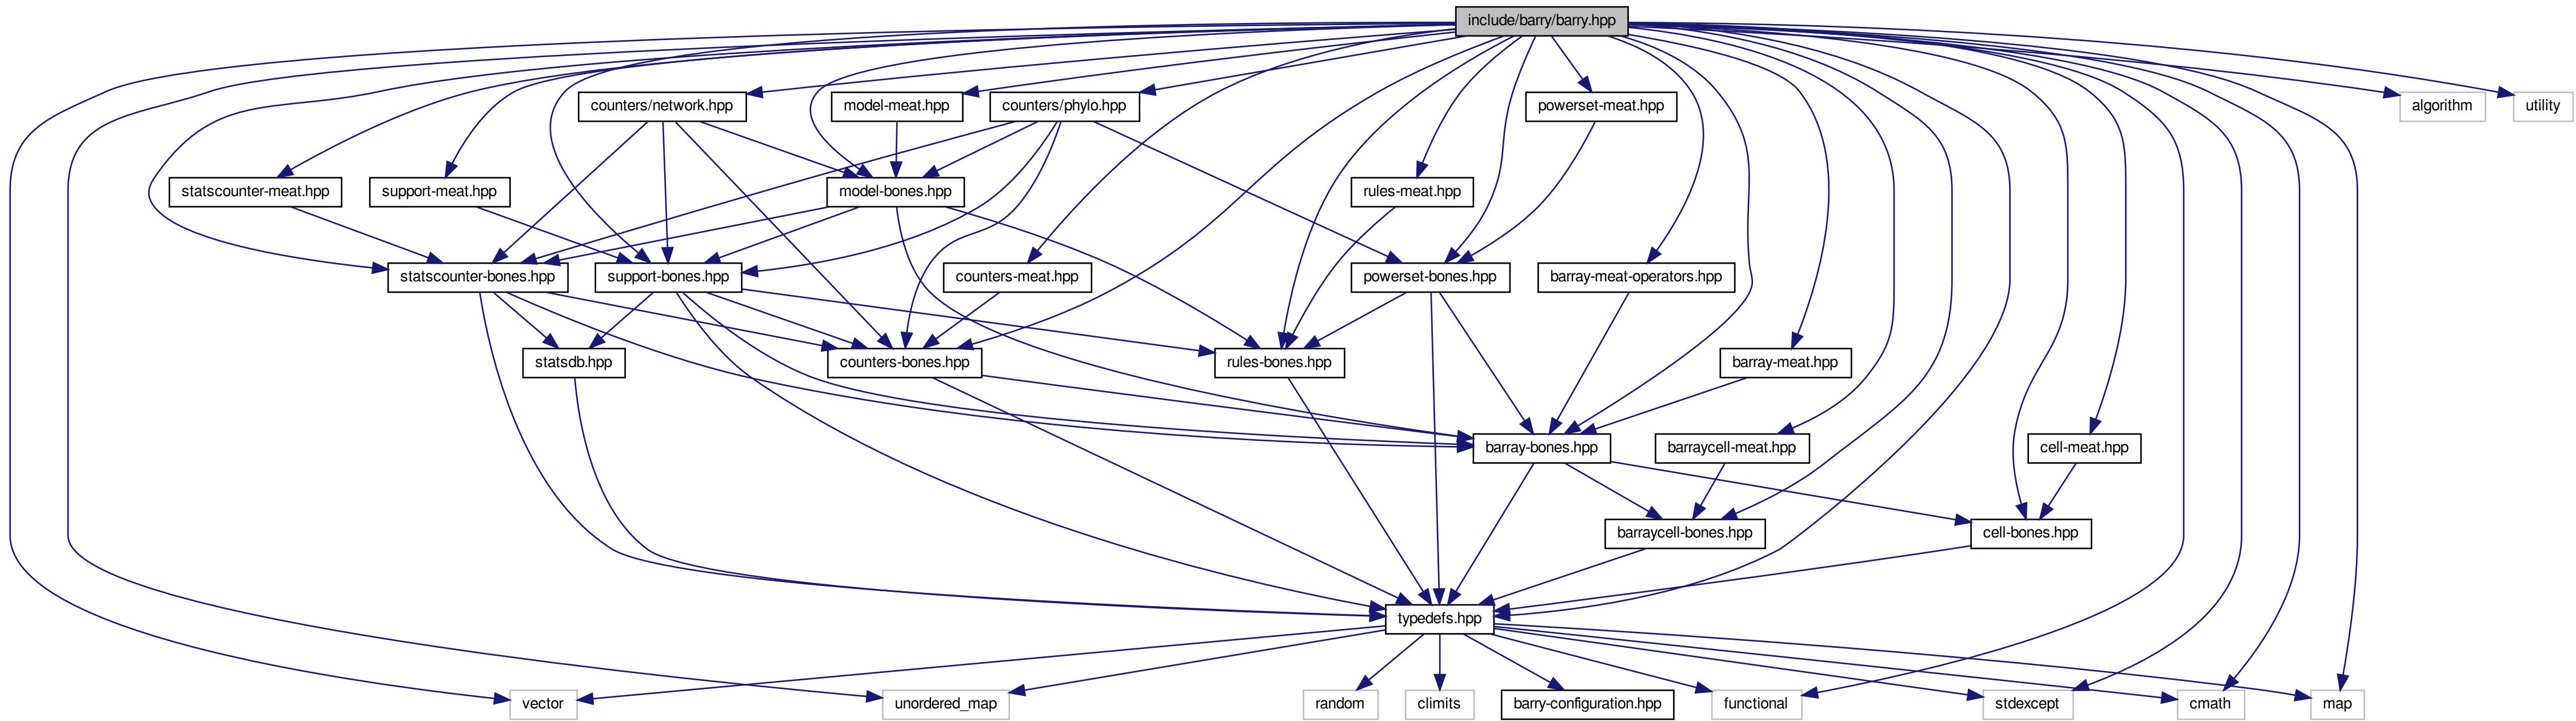 include/barry/barry.hpp
counters/network.hpp
model-meat.hpp
counters/phylo.hpp
powerset-meat.hpp
algorithm
utility
statscounter-meat.hpp
support-meat.hpp
model-bones.hpp
rules-meat.hpp
statscounter-bones.hpp
support-bones.hpp
counters-meat.hpp
powerset-bones.hpp
barray-meat-operators.hpp
statsdb.hpp
counters-bones.hpp
rules-bones.hpp
barray-meat.hpp
barray-bones.hpp
barraycell-meat.hpp
cell-meat.hpp
barraycell-bones.hpp
cell-bones.hpp
typedefs.hpp
vector
unordered_map
random
climits
barry-configuration.hpp
functional
stdexcept
cmath
map